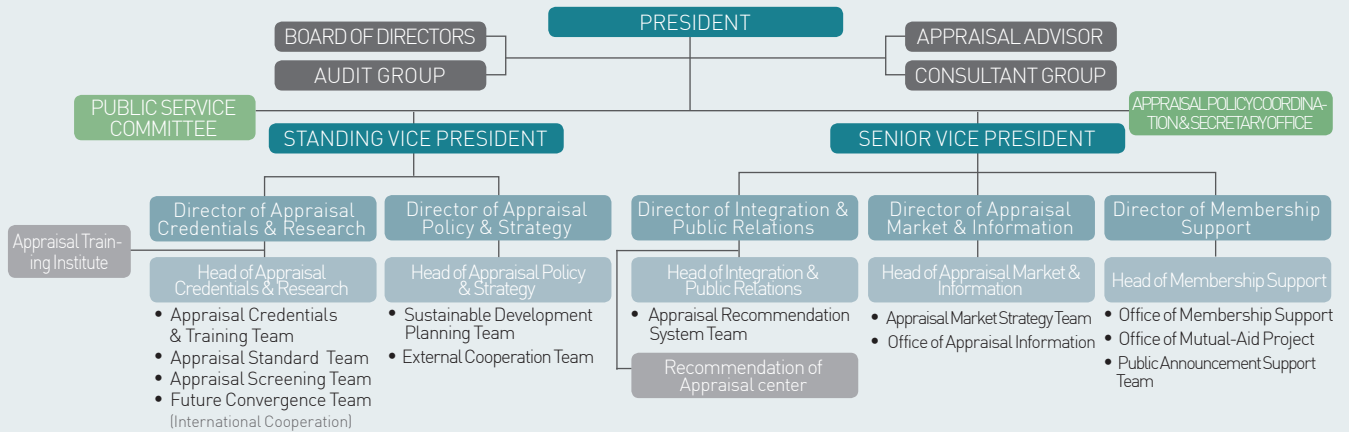 PRESIDENT
BOARD OF DIRECTORS
APPRAISAL ADVISOR
AUDIT GROUP
CONSULTANT GROUP
PUBLIC SERVICE
COMMITTEE
APPRAISAL POLICY COORDINA-
TION & SECRETARY OFFICE
STANDING VICE PRESIDENT
SENIOR VICE PRESIDENT
Director of Appraisal
Credentials & Research
Director of Appraisal
Policy & Strategy
Director of Integration &
Public Relations
Director of Appraisal
Market & Information
Director of Membership
Support
Appraisal Train-
ing Institute
Head of Appraisal
Credentials & Research
Head of Appraisal Policy
& Strategy
Head of Integration &
Public Relations
Head of Appraisal Market &
Information
Head of Membership Support
• Appraisal Credentials
& Training Team
• Appraisal Standard Team
• Appraisal Screening Team
• Future Convergence Team
(International Cooperation)
• Sustainable Development
Planning Team
• External Cooperation Team
• Appraisal Recommendation
System Team
Recommendation of
Appraisal center
• Appraisal Market Strategy Team
• Office of Appraisal Information
• Office of Membership Support
• Office of Mutual-Aid Project
• Public Announcement Support
Team